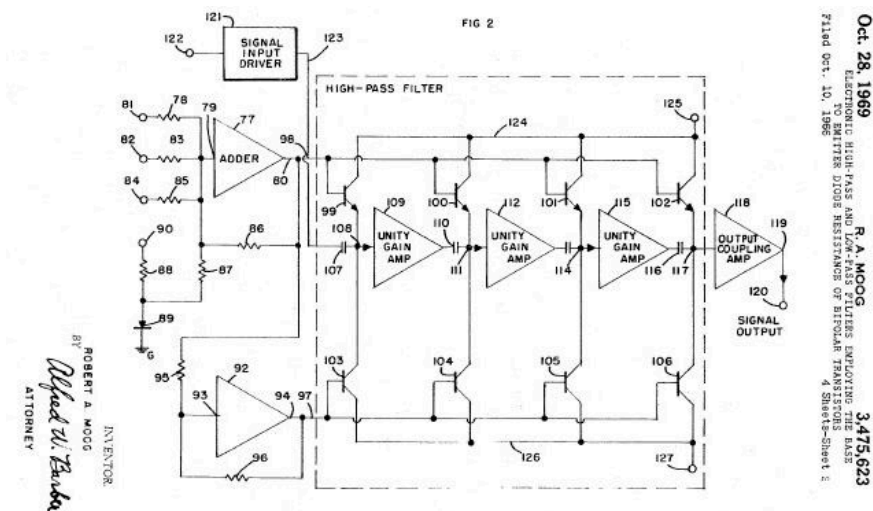 Oct. 28, 1969
R. A. MOOG
3,475,623
ELECTRONIC HIGH-PASS AND LOW-PASS FILTERS EMPLOYING THE BASE
TO EMITTER DIODE RESISTANCE OF BIPOLAR TRANSISTORS
Filed Oct. 10, 1966
4 Sheets-Sheet 2
FIG 2
121
122
SIGNAL
INPUT
DRIVER
123
HIGH-PASS FILTER
125
124
81
78
79
77
98
82
83
ADDER
80
84
85
99
100
101
102
109
110
112
115
118
119
90
108
UNITY
GAIN
AMP
UNITY
GAIN
AMP
UNITY
GAIN
AMP
OUTPUT
COUPLING
AMP
86
107
111
114
116
117
88
87
120
SIGNAL
OUTPUT
89
G
103
104
105
106
95
92
93
94
97
96
126
127
INVENTOR.
ROBERT A. MOOG
BY
Alfred W. Barber
ATTORNEY